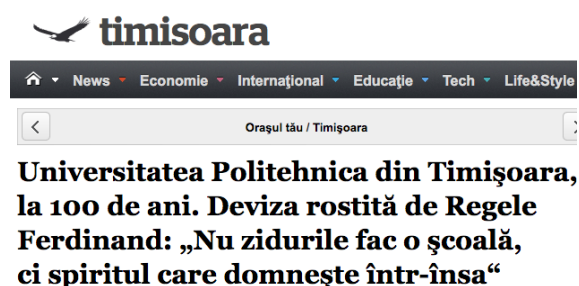 timisoara
News Economie Internaţional Educaţie Tech Life&Style
Oraşul tău / Timişoara
Universitatea Politehnica din Timişoara,
la 100 de ani. Deviza rostită de Regele
Ferdinand: „Nu zidurile fac o şcoală,
ci spiritul care domneşte într-însa“